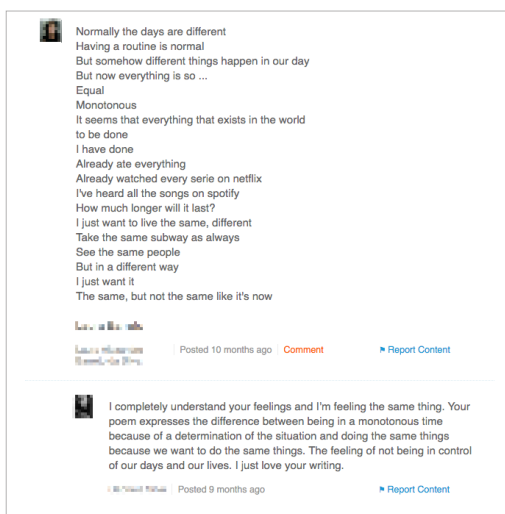 Normally the days are different
Having a routine is normal
But somehow different things happen in our day
But now everything is so ...
Equal
Monotonous
It seems that everything that exists in the world
to be done
I have done
Already ate everything
Already watched every serie on netflix
I've heard all the songs on spotify
How much longer will it last?
I just want to live the same, different
Take the same subway as always
See the same people
But in a different way
I just want it
The same, but not the same like it's now
Posted 10 months ago Comment Report Content
I completely understand your feelings and I'm feeling the same thing. Your
poem expresses the difference between being in a monotonous time
because of a determination of the situation and doing the same things
because we want to do the same things. The feeling of not being in control
of our days and our lives. I just love your writing.
Posted 9 months ago Report Content